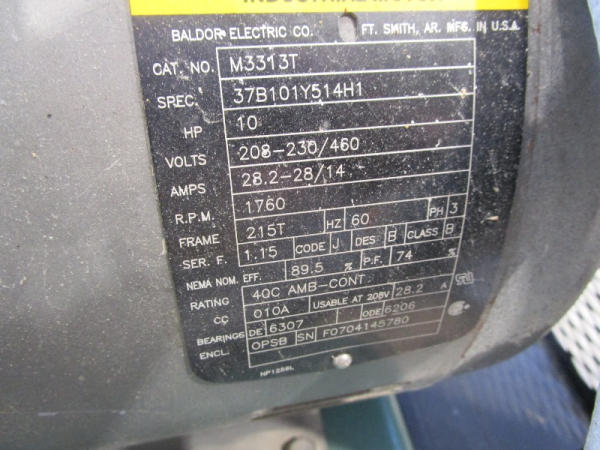 INDUSTRIAL MOTOR
BALDOR ELECTRIC CO. FT. SMITH, AR. MFG. IN U.S.A.
CAT. NO. M3313T
SPEC. 37B101Y514H1
HP 10
VOLTS 208-230/460
AMPS 28.2-28/14
R.P.M. 1760
FRAME 215T HZ 60 PH 3
SER. F. 1.15 CODE J DES B CLASS B
NEMA NOM. EFF. 89.5 % P.F. 74 %
RATING 40C AMB-CONT
CC 010A USABLE AT 208V 28.2 A
BEARINGS DE 6307 ODE 6206
ENCL. OPSB SN F0704145780
NP1256L